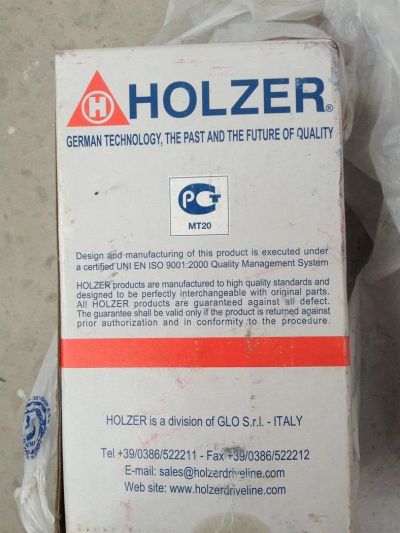 H HOLZER®
GERMAN TECHNOLOGY, THE PAST AND THE FUTURE OF QUALITY
PCT
MT20
Design and manufacturing of this product is executed under
a certified UNI EN ISO 9001:2000 Quality Management System
HOLZER products are manufactured to high quality standards and
designed to be perfectly interchangeable with original parts.
All HOLZER products are guaranteed against all defect.
The guarantee shall be valid only if the product is returned against
prior authorization and in conformity to the procedure.
HOLZER is a division of GLO S.r.l. - ITALY
Tel +39/0386/522211 - Fax +39/0386/522212
E-mail: sales@holzerdriveline.com
Web site: www.holzerdriveline.com